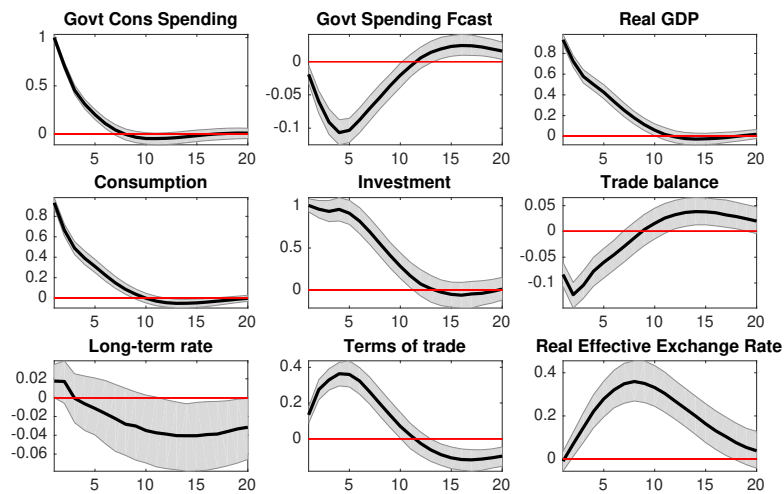 Govt Cons Spending
Govt Spending Fcast
Real GDP
1
0.5
0
5 10 15 20
0
-0.05
-0.1
5 10 15 20
0.8
0.6
0.4
0.2
0
5 10 15 20
Consumption
Investment
Trade balance
0.8
0.6
0.4
0.2
0
5 10 15 20
1
0.5
0
5 10 15 20
0.05
0
-0.05
-0.1
5 10 15 20
Long-term rate
Terms of trade
Real Effective Exchange Rate
0.02
0
-0.02
-0.04
-0.06
5 10 15 20
0.4
0.2
0
5 10 15 20
0.4
0.2
0
5 10 15 20